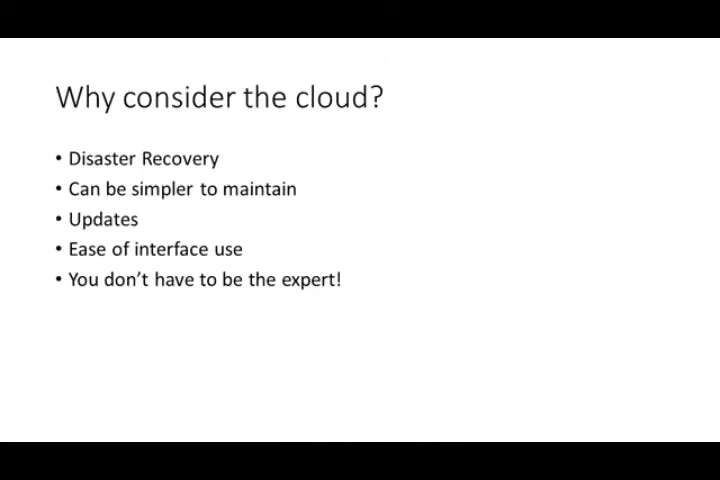 Why consider the cloud?
• Disaster Recovery
• Can be simpler to maintain
• Updates
• Ease of interface use
• You don’t have to be the expert!